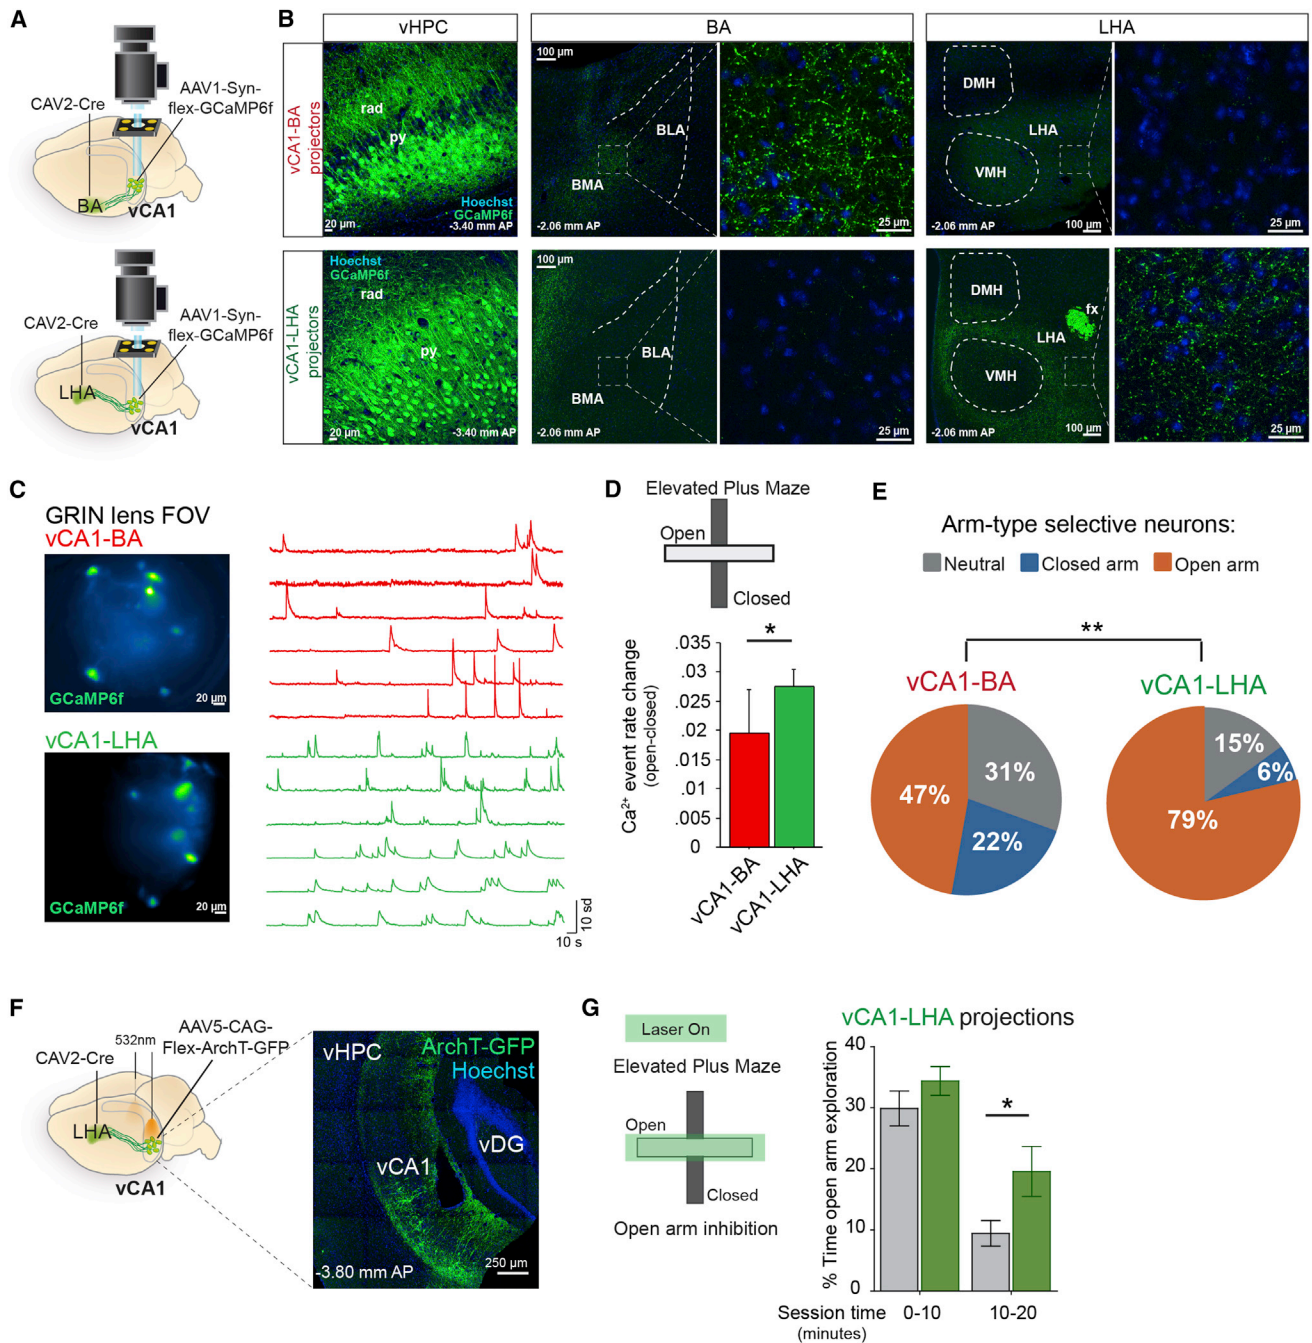 A
CAV2-Cre
AAV1-Syn-
flex-GCaMP6f
BA
vCA1
CAV2-Cre
AAV1-Syn-
flex-GCaMP6f
LHA
vCA1
B
vHPC
BA
LHA
vCA1-BA
projectors
rad
py
Hoechst
GCaMP6f
20 µm
-3.40 mm AP
100 µm
BLA
BMA
-2.06 mm AP
25 µm
DMH
LHA
VMH
-2.06 mm AP
100 µm
25 µm
vCA1-LHA
projectors
Hoechst
GCaMP6f
rad
py
20 µm
-3.40 mm AP
100 µm
BLA
BMA
-2.06 mm AP
25 µm
DMH
fx
LHA
VMH
-2.06 mm AP
100 µm
25 µm
C
GRIN lens FOV
vCA1-BA
GCaMP6f
20 µm
vCA1-LHA
GCaMP6f
20 µm
10 sd
10 s
D
Elevated Plus Maze
Open
Closed
Ca²⁺ event rate change
(open-closed)
.035
.03
.025
.02
.015
.01
.005
0
*
vCA1-BA
vCA1-LHA
E
Arm-type selective neurons:
Neutral
Closed arm
Open arm
**
vCA1-BA
vCA1-LHA
31%
47%
22%
15%
6%
79%
F
532nm
AAV5-CAG-
Flex-ArchT-GFP
CAV2-Cre
LHA
vCA1
vHPC
ArchT-GFP
Hoechst
vDG
vCA1
250 µm
-3.80 mm AP
G
Laser On
Elevated Plus Maze
Open
Closed
Open arm inhibition
vCA1-LHA projections
% Time open arm exploration
40
30
20
10
0
*
Session time
(minutes)
0-10
10-20